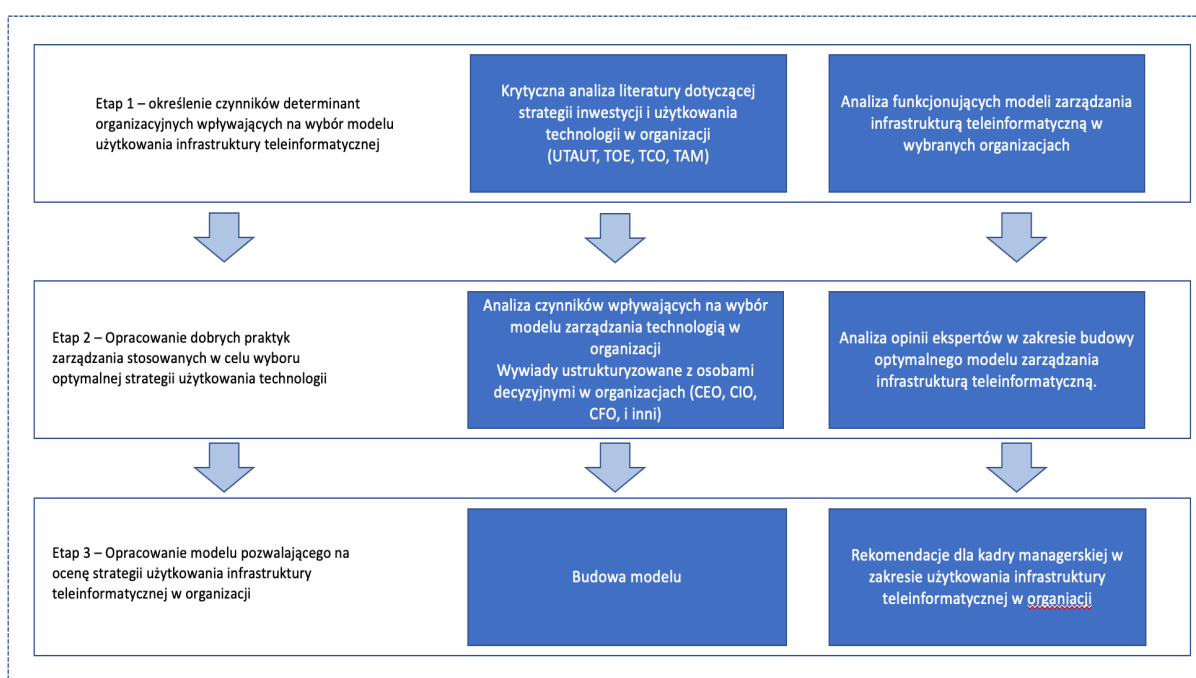 Etap 1 – określenie czynników determinant
organizacyjnych wpływających na wybór modelu
użytkowania infrastruktury teleinformatycznej
Krytyczna analiza literatury dotyczącej
strategii inwestycji i użytkowania
technologii w organizacji
(UTAUT, TOE, TCO, TAM)
Analiza funkcjonujących modeli zarządzania
infrastrukturą teleinformatyczną w
wybranych organizacjach
Etap 2 – Opracowanie dobrych praktyk
zarządzania stosowanych w celu wyboru
optymalnej strategii użytkowania technologii
Analiza czynników wpływających na wybór
modelu zarządzania technologią w
organizacji
Wywiady ustrukturyzowane z osobami
decyzyjnymi w organizacjach (CEO, CIO,
CFO, i inni)
Analiza opinii ekspertów w zakresie budowy
optymalnego modelu zarządzania
infrastrukturą teleinformatyczną.
Etap 3 – Opracowanie modelu pozwalającego na
ocenę strategii użytkowania infrastruktury
teleinformatycznej w organizacji
Budowa modelu
Rekomendacje dla kadry managerskiej w
zakresie użytkowania infrastruktury
teleinformatycznej w organiacji